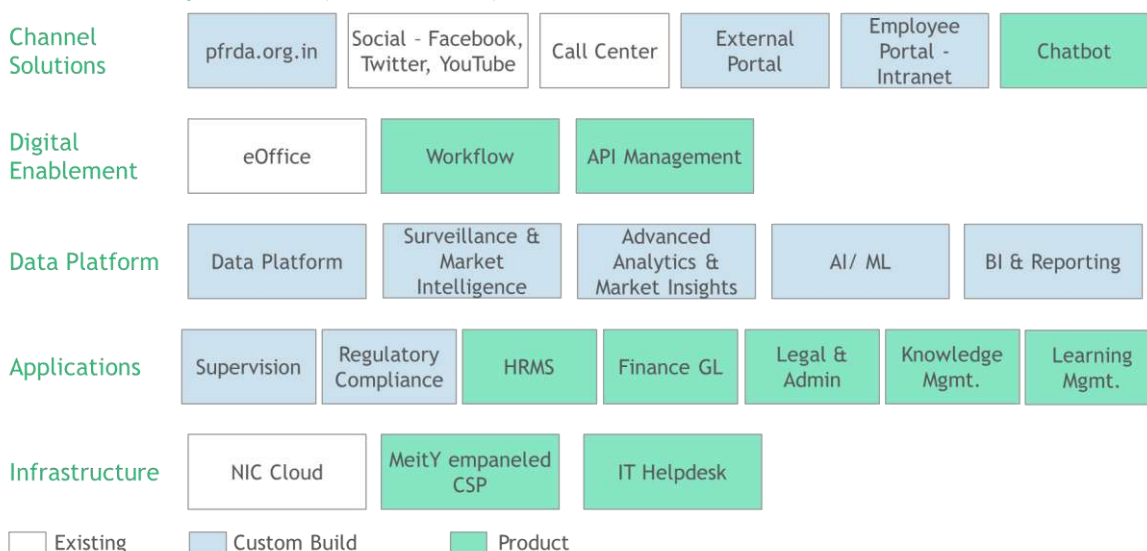 Channel
Solutions
pfrda.org.in
Social - Facebook,
Twitter, YouTube
Call Center
External
Portal
Employee
Portal -
Intranet
Chatbot
Digital
Enablement
eOffice
Workflow
API Management
Data Platform
Data Platform
Surveillance &
Market
Intelligence
Advanced
Analytics &
Market Insights
AI/ ML
BI & Reporting
Applications
Supervision
Regulatory
Compliance
HRMS
Finance GL
Legal &
Admin
Knowledge
Mgmt.
Learning
Mgmt.
Infrastructure
NIC Cloud
MeitY empaneled
CSP
IT Helpdesk
Existing
Custom Build
Product